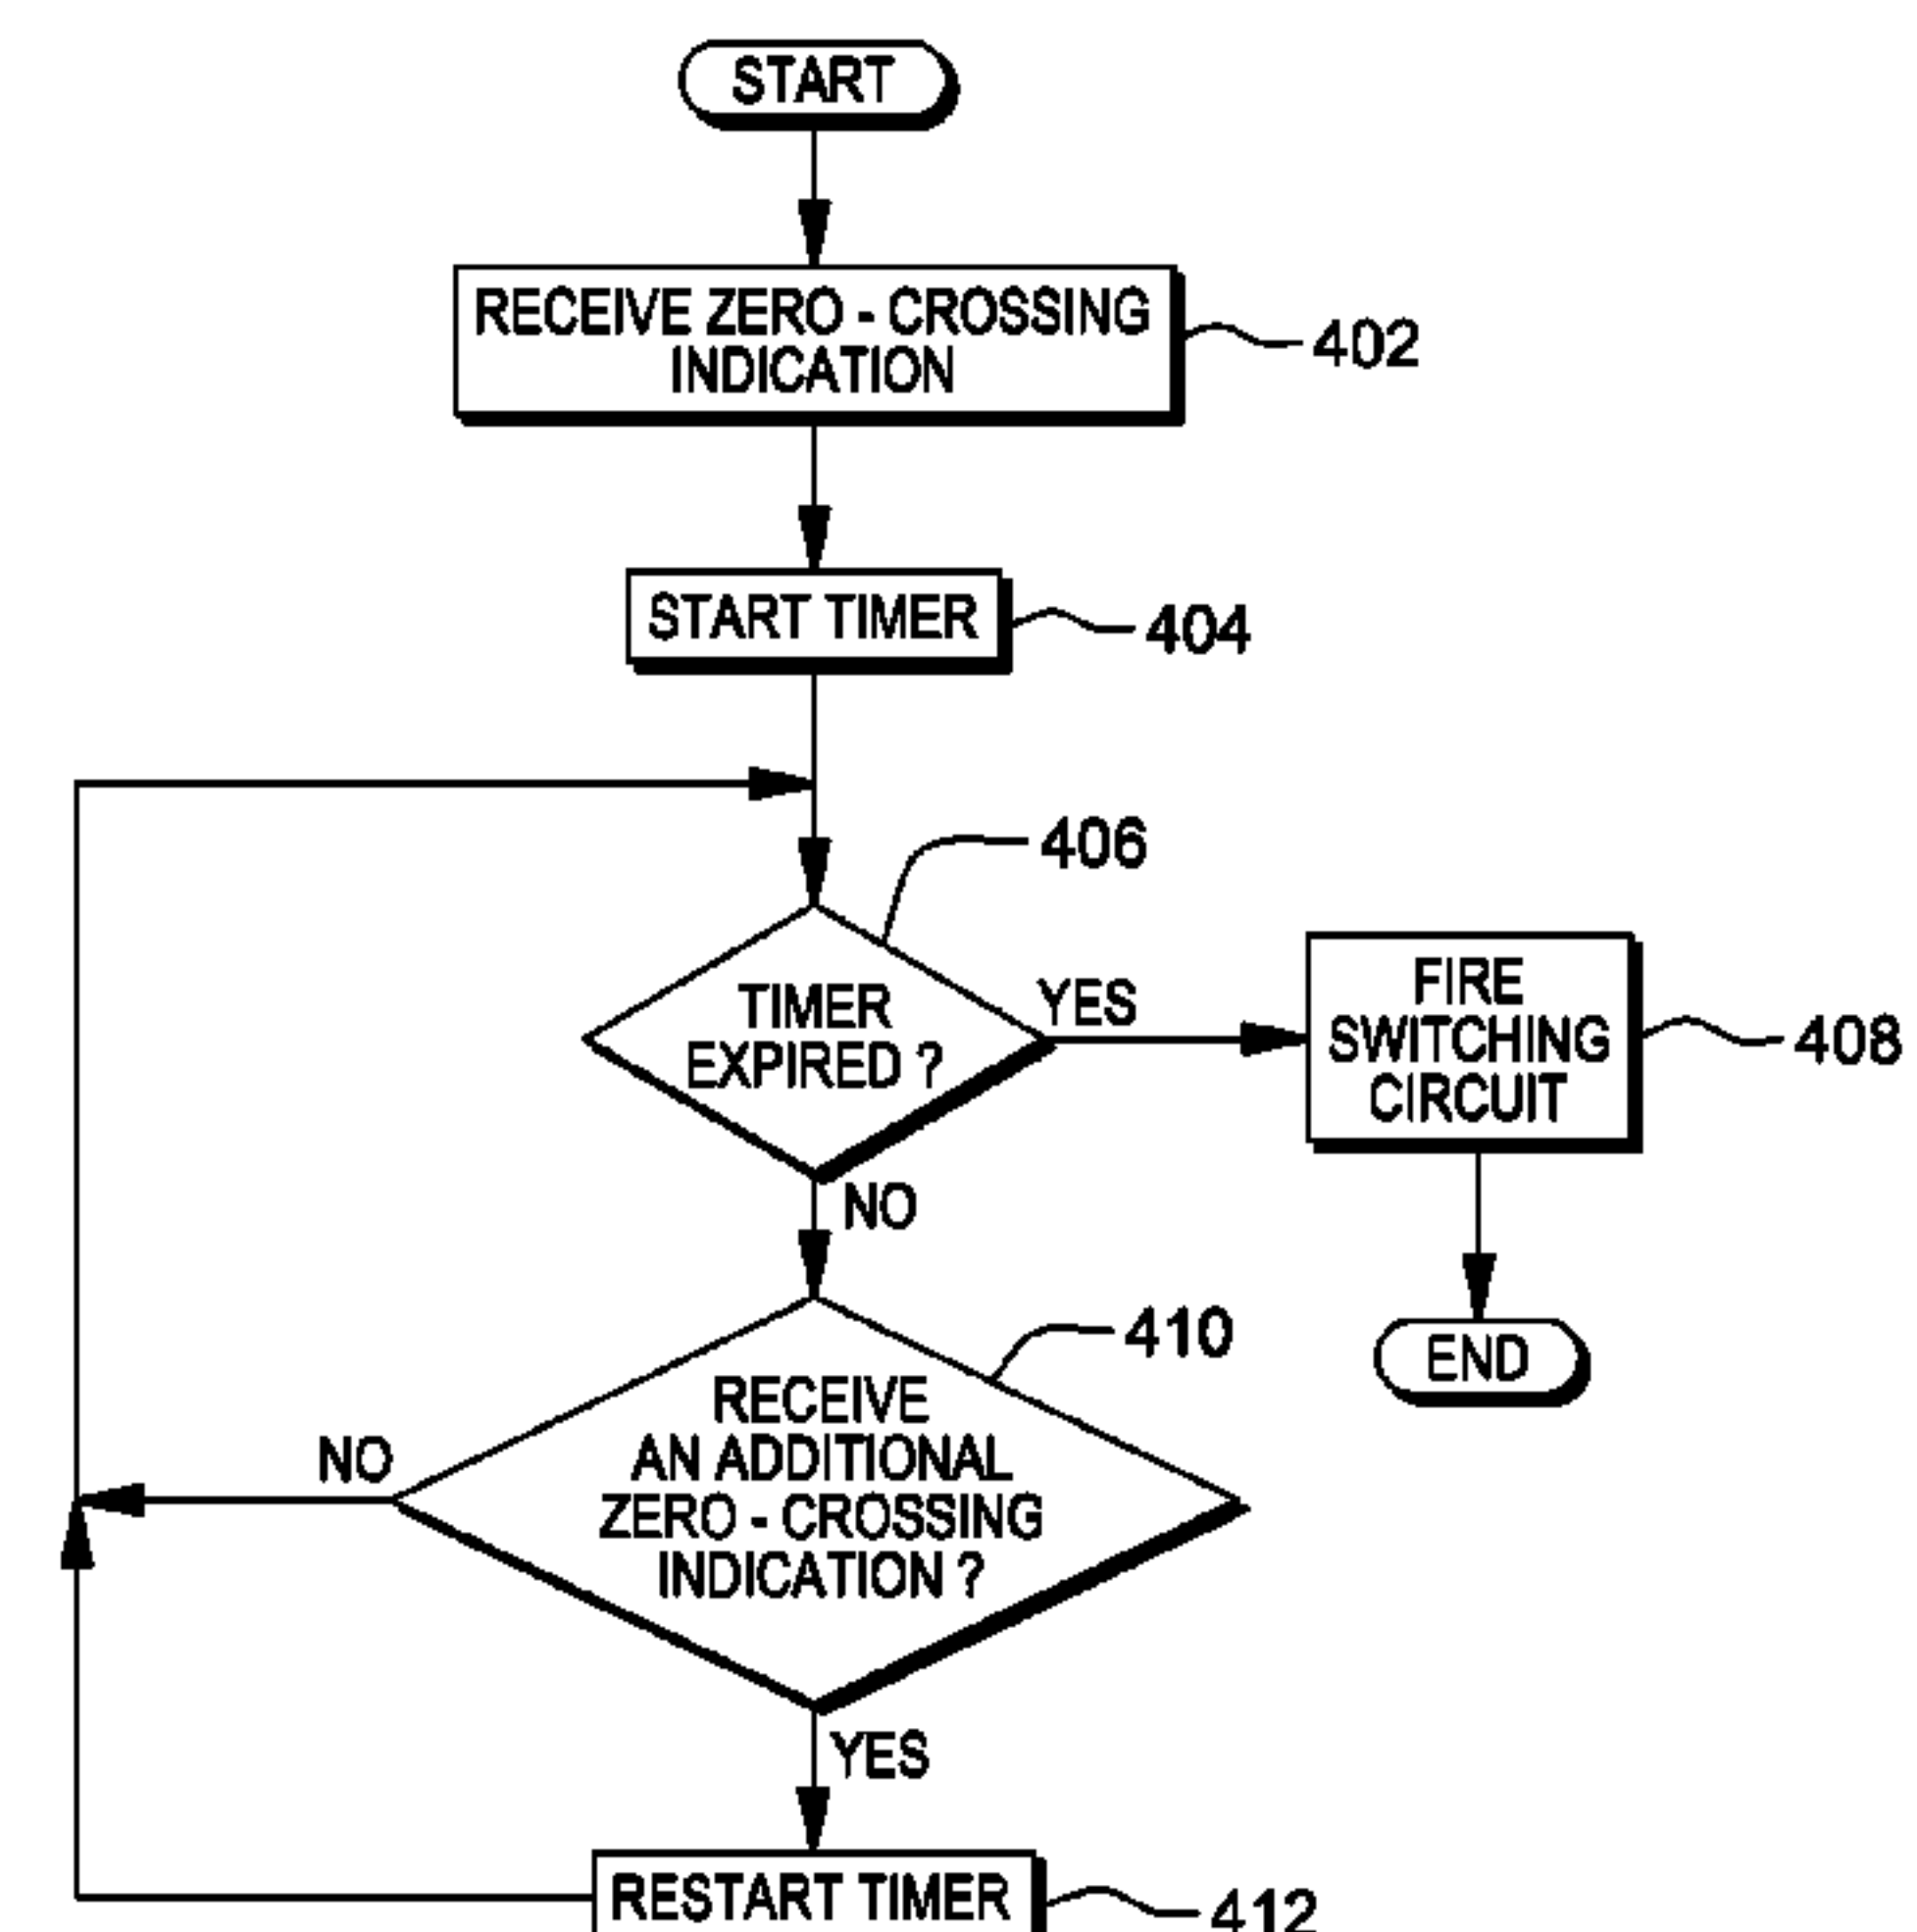 START
RECEIVE ZERO - CROSSING
INDICATION
402
START TIMER
404
406
TIMER
EXPIRED ?
YES
FIRE
SWITCHING
CIRCUIT
408
NO
END
410
RECEIVE
AN ADDITIONAL
ZERO - CROSSING
INDICATION ?
NO
YES
RESTART TIMER
412